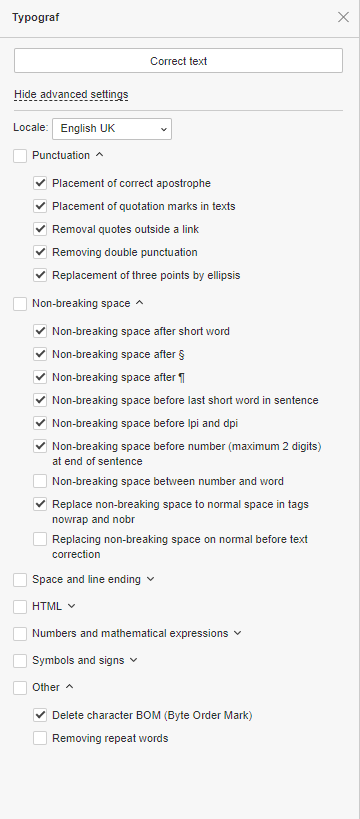 Typograf
Correct text
Hide advanced settings
Locale: English UK
Punctuation
Placement of correct apostrophe
Placement of quotation marks in texts
Removal quotes outside a link
Removing double punctuation
Replacement of three points by ellipsis
Non-breaking space
Non-breaking space after short word
Non-breaking space after §
Non-breaking space after ¶
Non-breaking space before last short word in sentence
Non-breaking space before lpi and dpi
Non-breaking space before number (maximum 2 digits)
at end of sentence
Non-breaking space between number and word
Replace non-breaking space to normal space in tags
nowrap and nobr
Replacing non-breaking space on normal before text
correction
Space and line ending
HTML
Numbers and mathematical expressions
Symbols and signs
Other
Delete character BOM (Byte Order Mark)
Removing repeat words